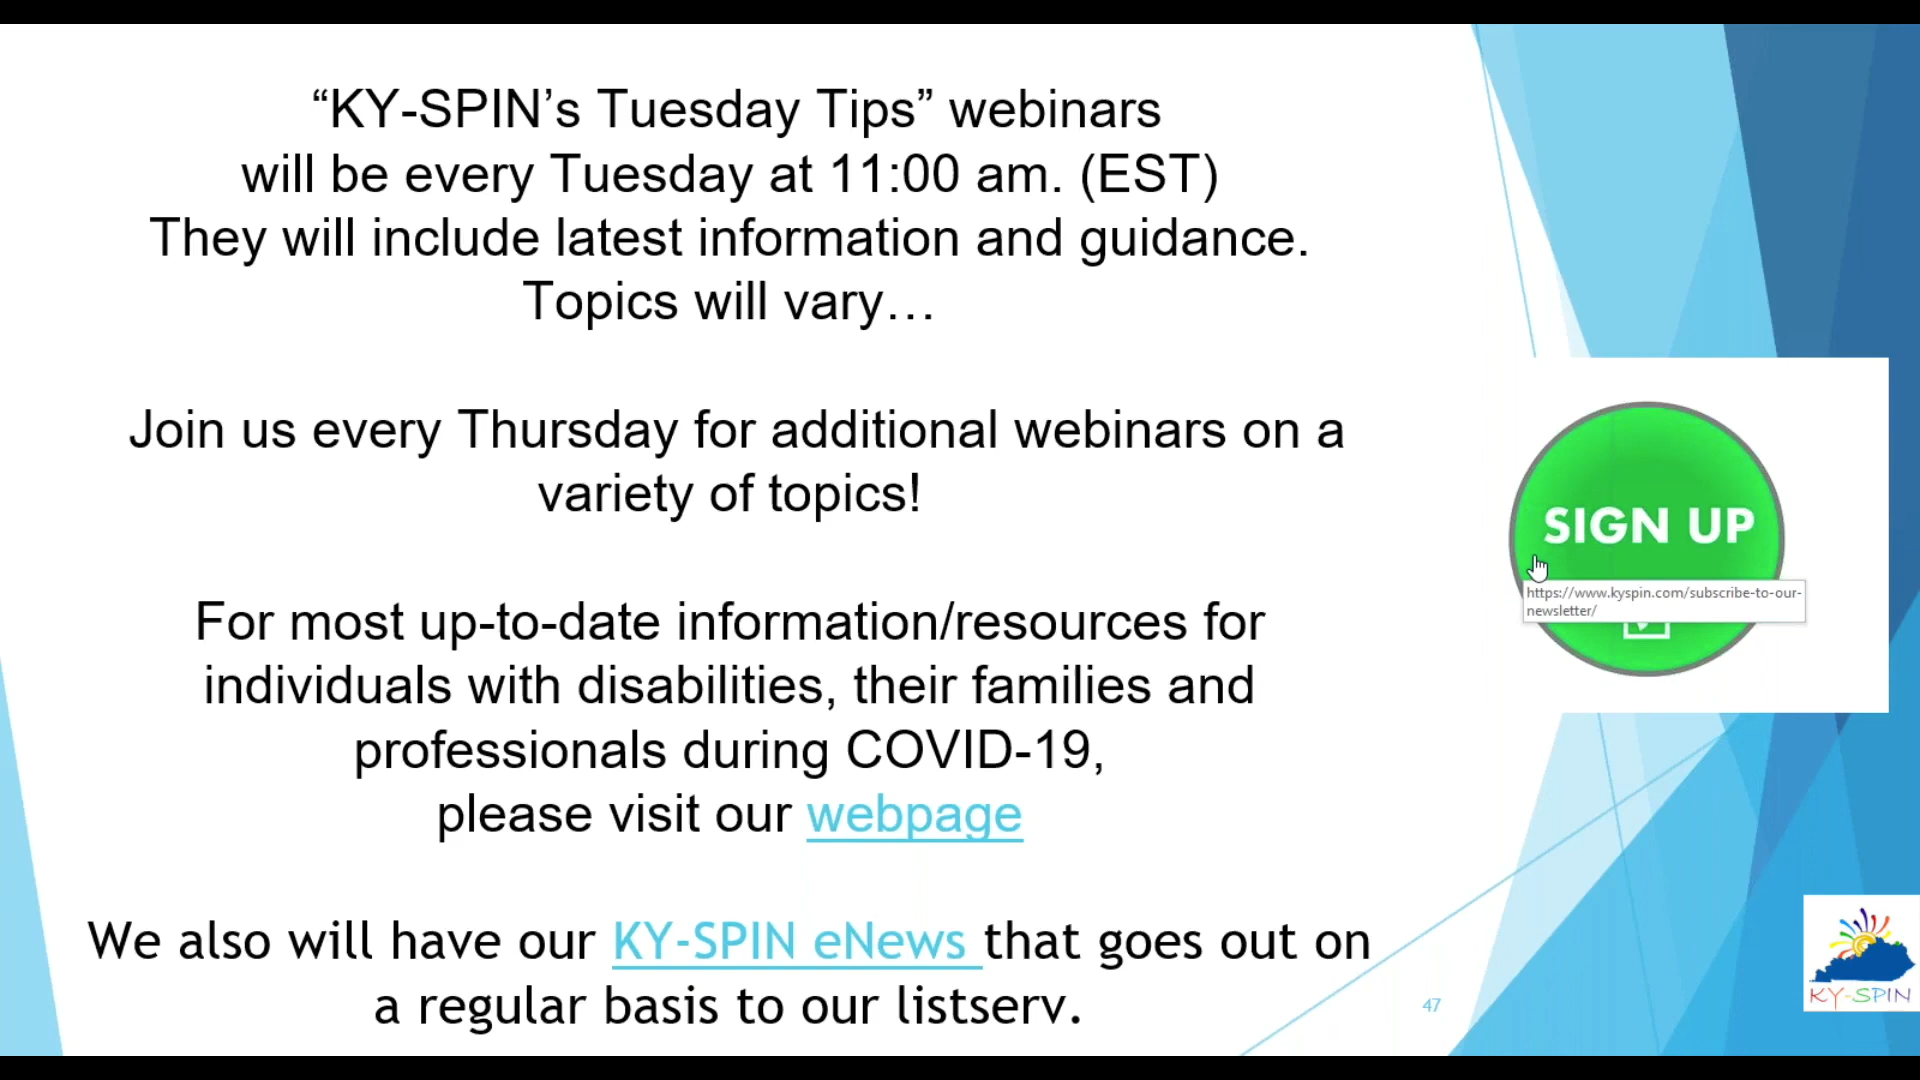 “KY-SPIN’s Tuesday Tips” webinars
will be every Tuesday at 11:00 am. (EST)
They will include latest information and guidance.
Topics will vary…
Join us every Thursday for additional webinars on a
variety of topics!
For most up-to-date information/resources for
individuals with disabilities, their families and
professionals during COVID-19,
please visit our webpage
We also will have our KY-SPIN eNews that goes out on
a regular basis to our listserv.
SIGN UP
https://www.kyspin.com/subscribe-to-our-
newsletter/
47
KY-SPIN